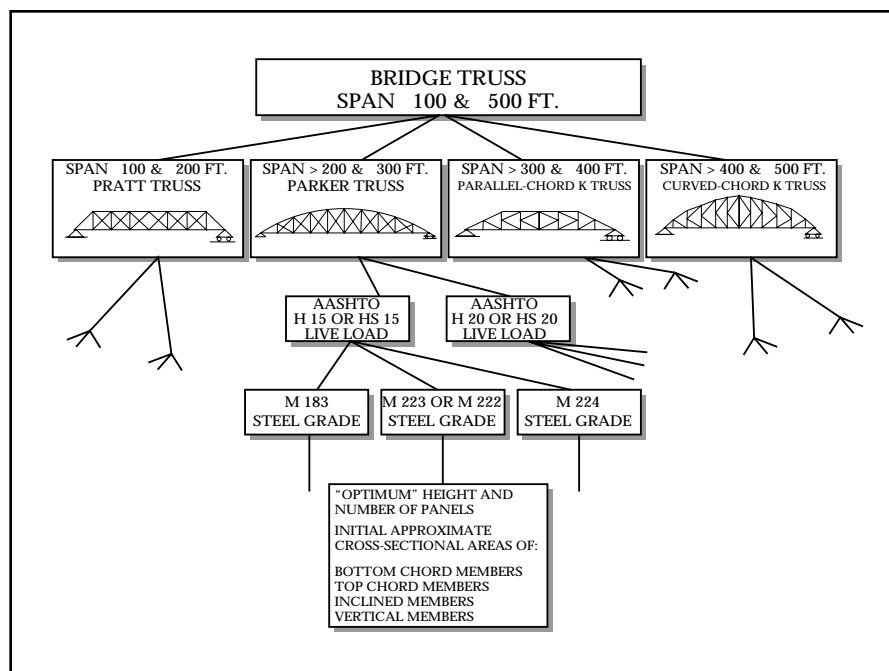 BRIDGE TRUSS
SPAN 100 & 500 FT.
SPAN 100 & 200 FT.
PRATT TRUSS
SPAN > 200 & 300 FT.
PARKER TRUSS
SPAN > 300 & 400 FT.
PARALLEL-CHORD K TRUSS
SPAN > 400 & 500 FT.
CURVED-CHORD K TRUSS
AASHTO
H 15 OR HS 15
LIVE LOAD
AASHTO
H 20 OR HS 20
LIVE LOAD
M 183
STEEL GRADE
M 223 OR M 222
STEEL GRADE
M 224
STEEL GRADE
“OPTIMUM” HEIGHT AND
NUMBER OF PANELS
INITIAL APPROXIMATE
CROSS-SECTIONAL AREAS OF:
BOTTOM CHORD MEMBERS
TOP CHORD MEMBERS
INCLINED MEMBERS
VERTICAL MEMBERS